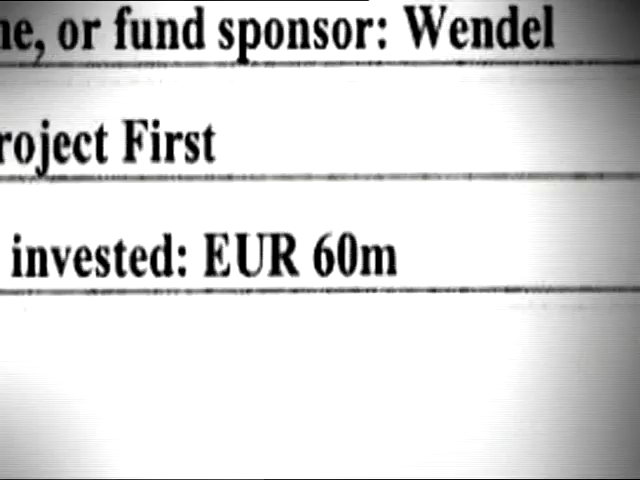 ne, or fund sponsor: Wendel
roject First
invested: EUR 60m